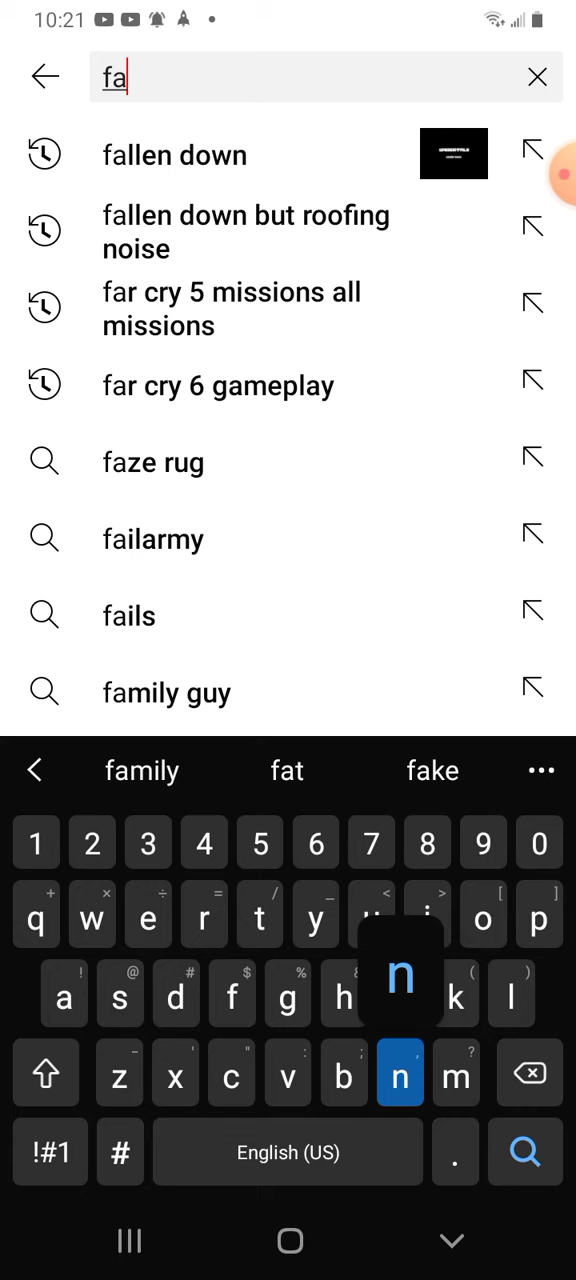 10:21
fa
fallen down
fallen down but roofing
noise
far cry 5 missions all
missions
far cry 6 gameplay
faze rug
failarmy
fails
family guy
family fat fake
1 2 3 4 5 6 7 8 9 0
+ × ÷ = / _ < > [ ]
q w e r t y u i o p
! @ # $ % & ( )
a s d f g h k l
n
- ' " : ; , ?
z x c v b n m
!#1 # English (US) .